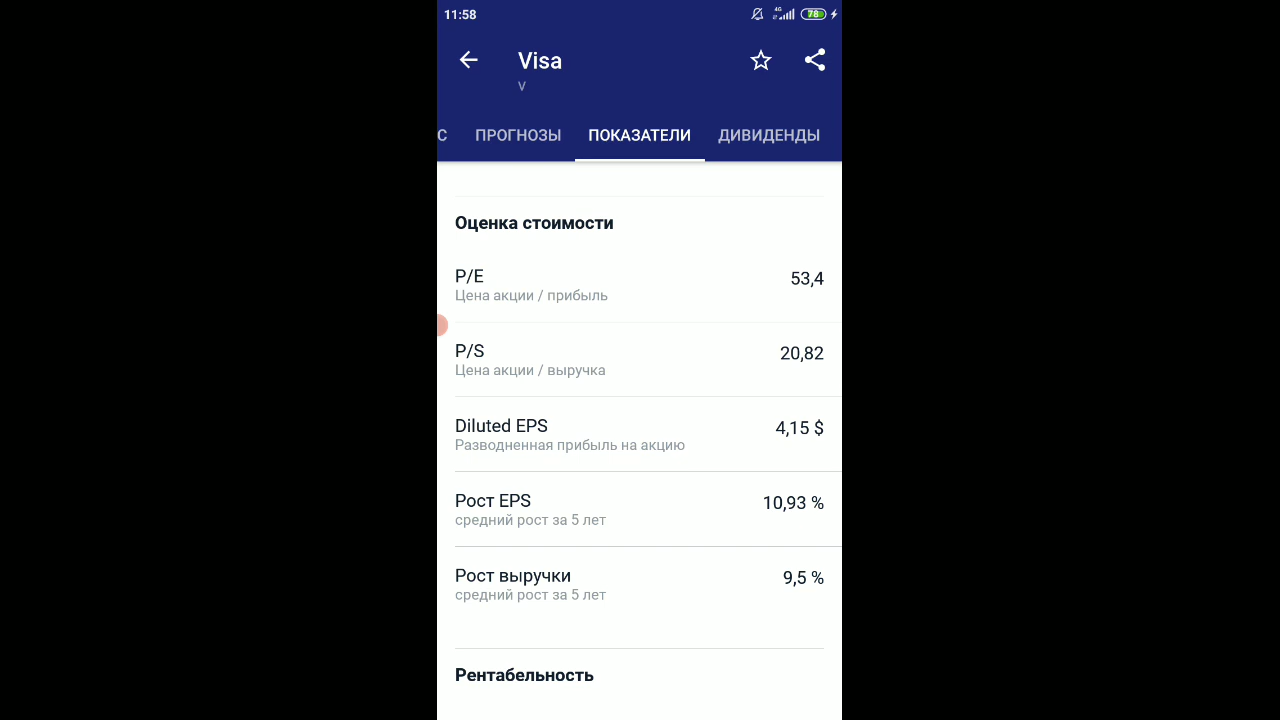 11:58
4G
78
Visa
V
С
ПРОГНОЗЫ
ПОКАЗАТЕЛИ
ДИВИДЕНДЫ
Оценка стоимости
P/E
53,4
Цена акции / прибыль
P/S
20,82
Цена акции / выручка
Diluted EPS
4,15 $
Разводненная прибыль на акцию
Рост EPS
10,93 %
средний рост за 5 лет
Рост выручки
9,5 %
средний рост за 5 лет
Рентабельность